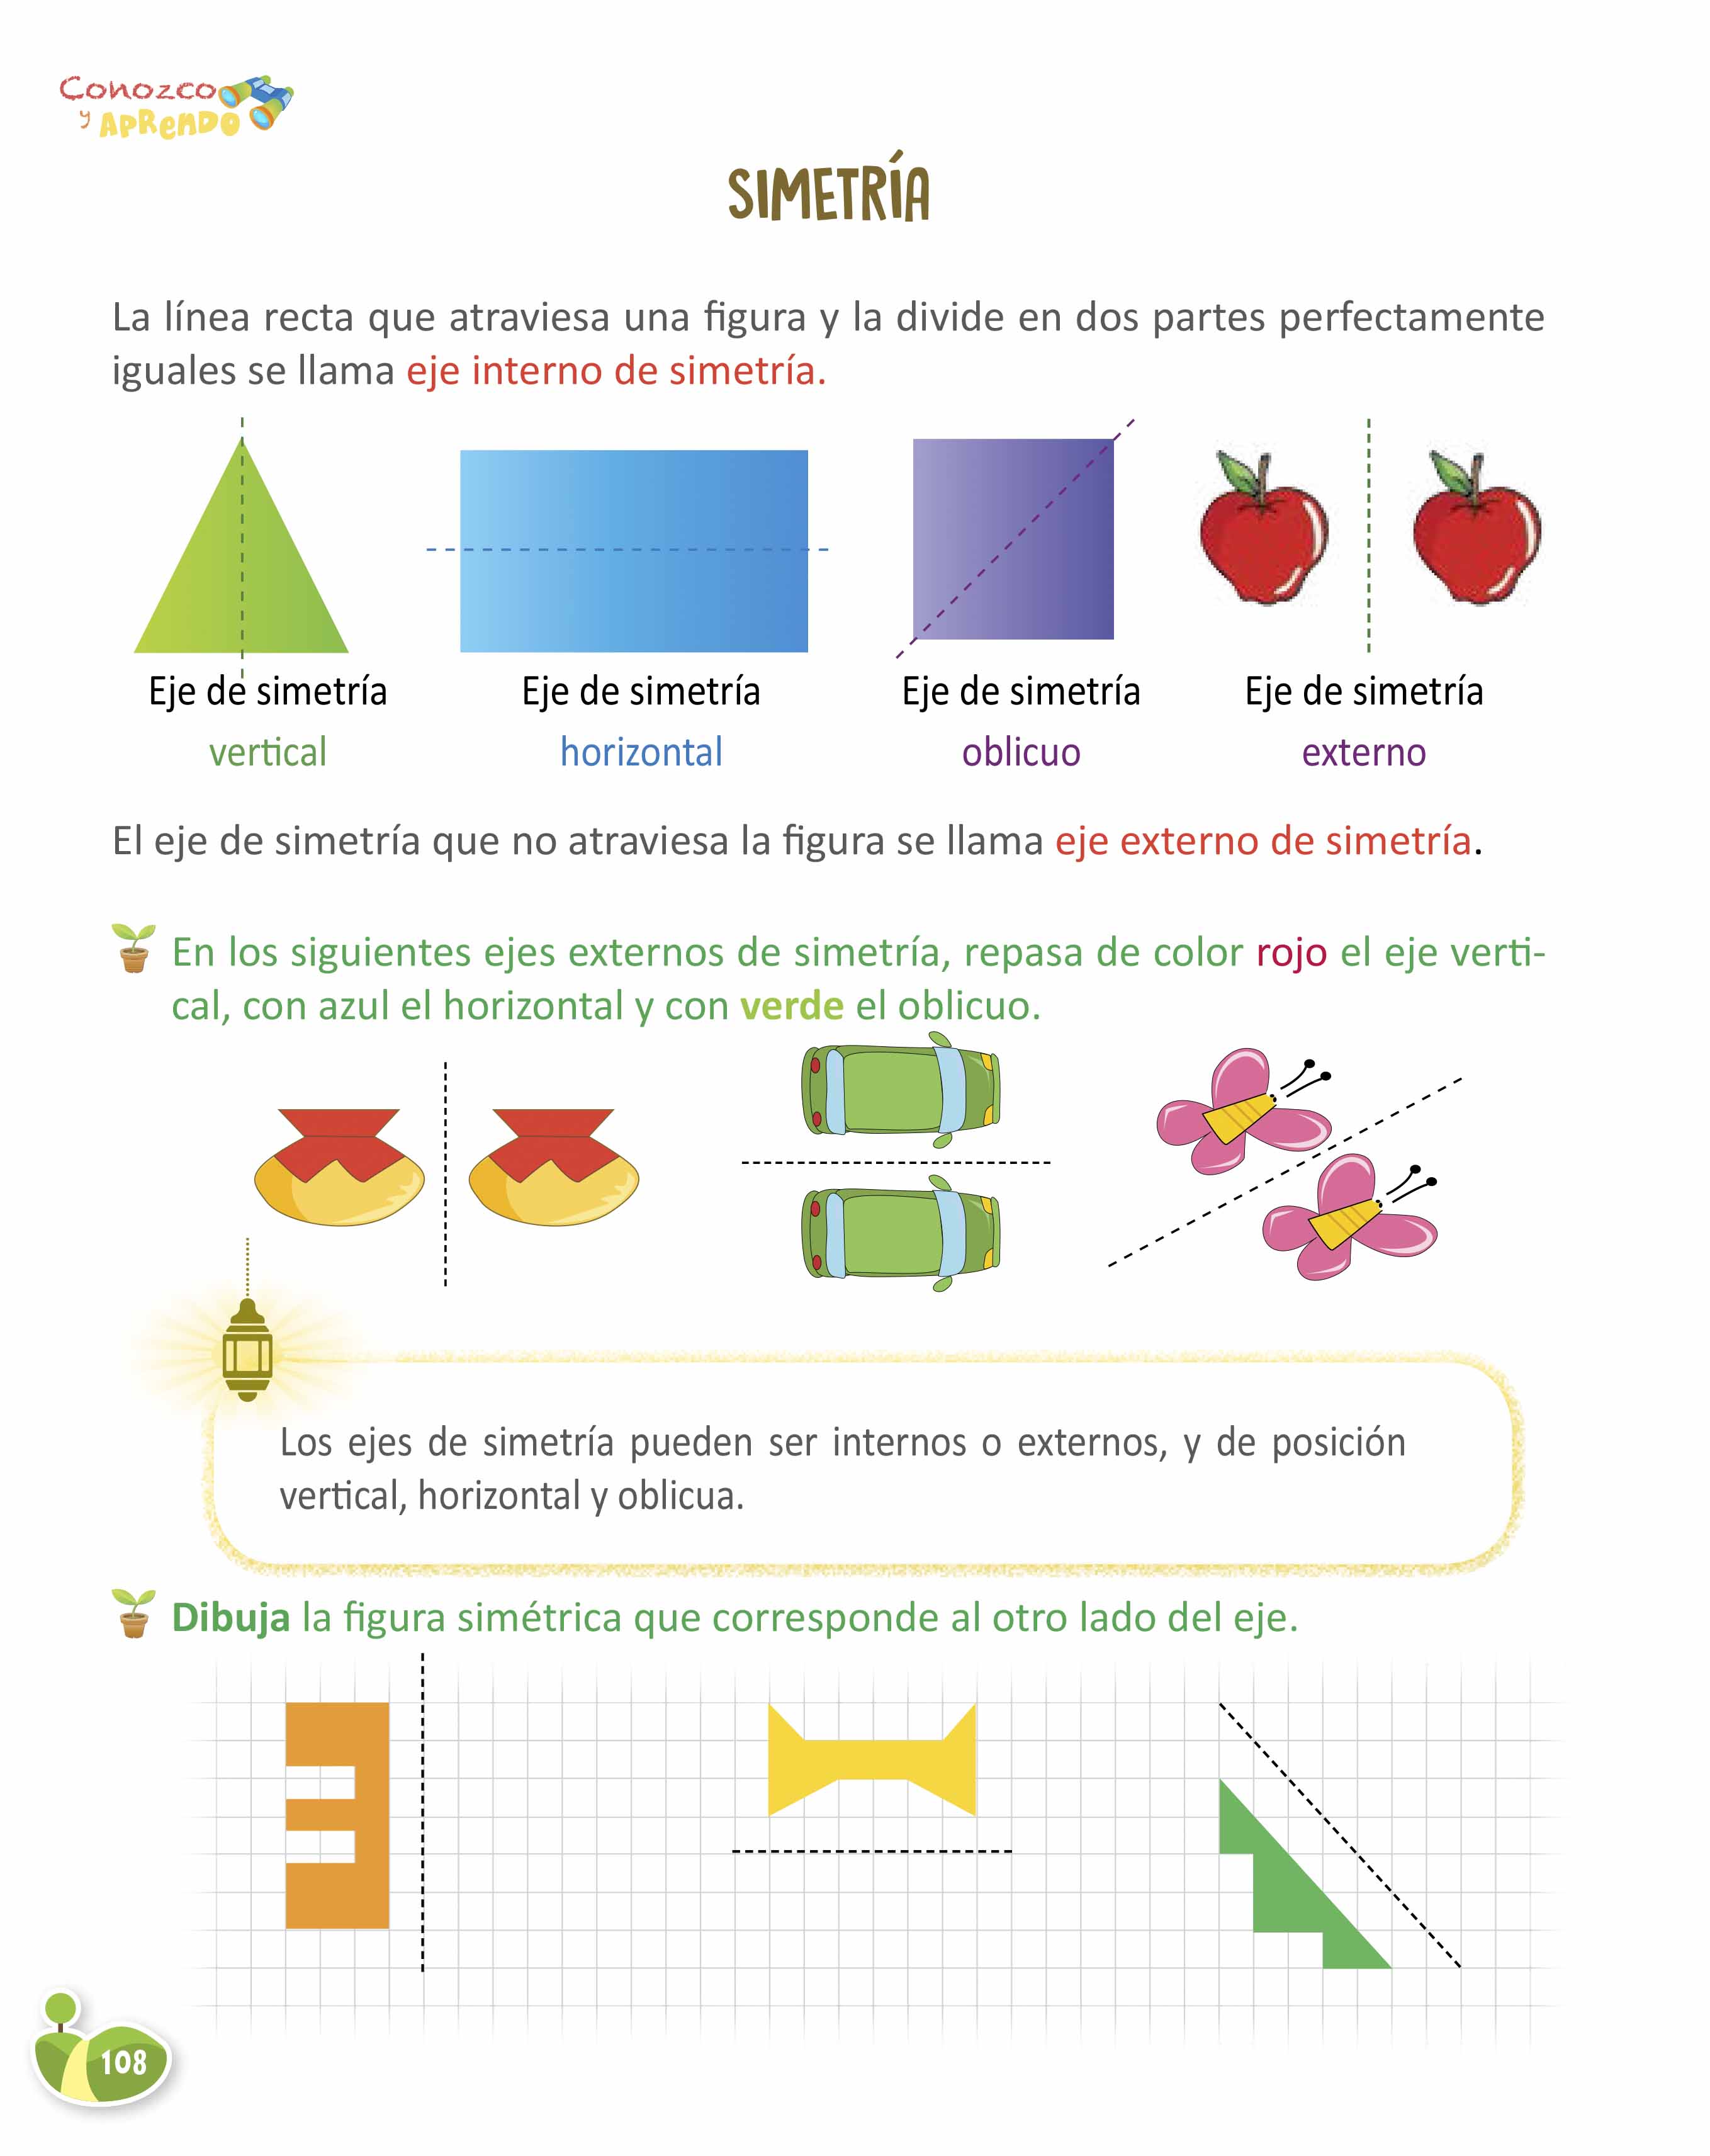 Conozco
y APRenDO
SIMETRÍA
La línea recta que atraviesa una figura y la divide en dos partes perfectamente
iguales se llama eje interno de simetría.
Eje de simetría
vertical
Eje de simetría
horizontal
Eje de simetría
oblicuo
Eje de simetría
externo
El eje de simetría que no atraviesa la figura se llama eje externo de simetría.
En los siguientes ejes externos de simetría, repasa de color rojo el eje verti-
cal, con azul el horizontal y con verde el oblicuo.
Los ejes de simetría pueden ser internos o externos, y de posición
vertical, horizontal y oblicua.
Dibuja la figura simétrica que corresponde al otro lado del eje.
108